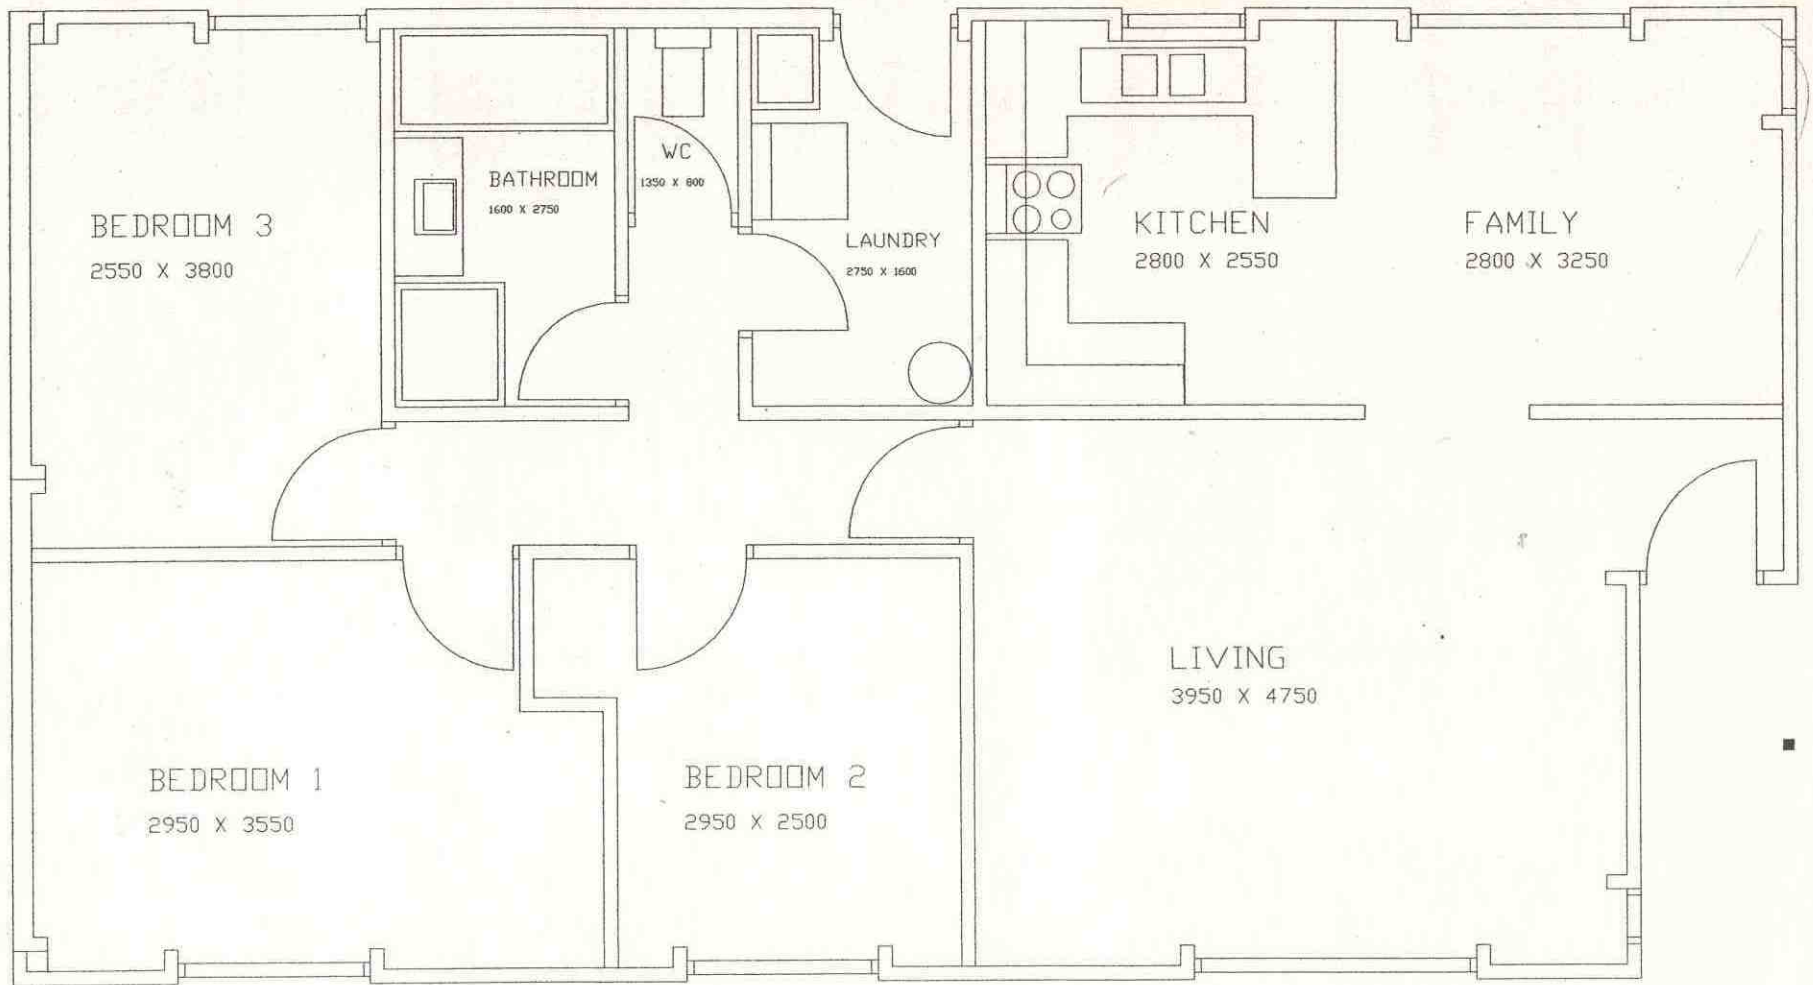 WC
1350 X 800
BATHROOM
1600 X 2750
BEDROOM 3
2550 X 3800
LAUNDRY
2750 X 1600
KITCHEN
2800 X 2550
FAMILY
2800 X 3250
LIVING
3950 X 4750
BEDROOM 1
2950 X 3550
BEDROOM 2
2950 X 2500